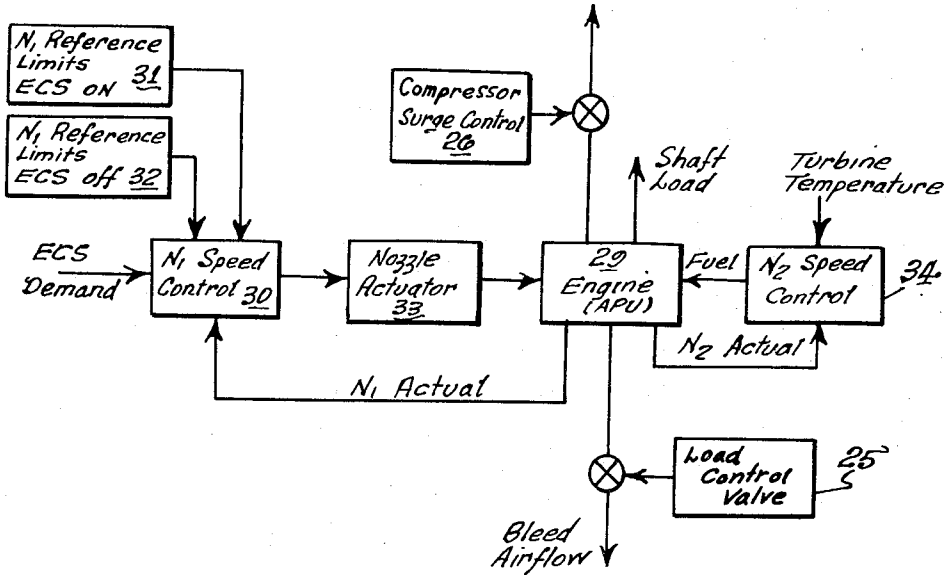 N1 Reference
Limits
ECS on 31
N1 Reference
Limits
ECS off 32
Compressor
Surge Control
26
Shaft
Load
Turbine
Temperature
ECS
Demand
N1 Speed
Control 30
Nozzle
Actuator
33
29
Engine
(APU)
Fuel
N2 Speed
Control
34
N2 Actual
N1 Actual
Load
Control
Valve
25
Bleed
Airflow